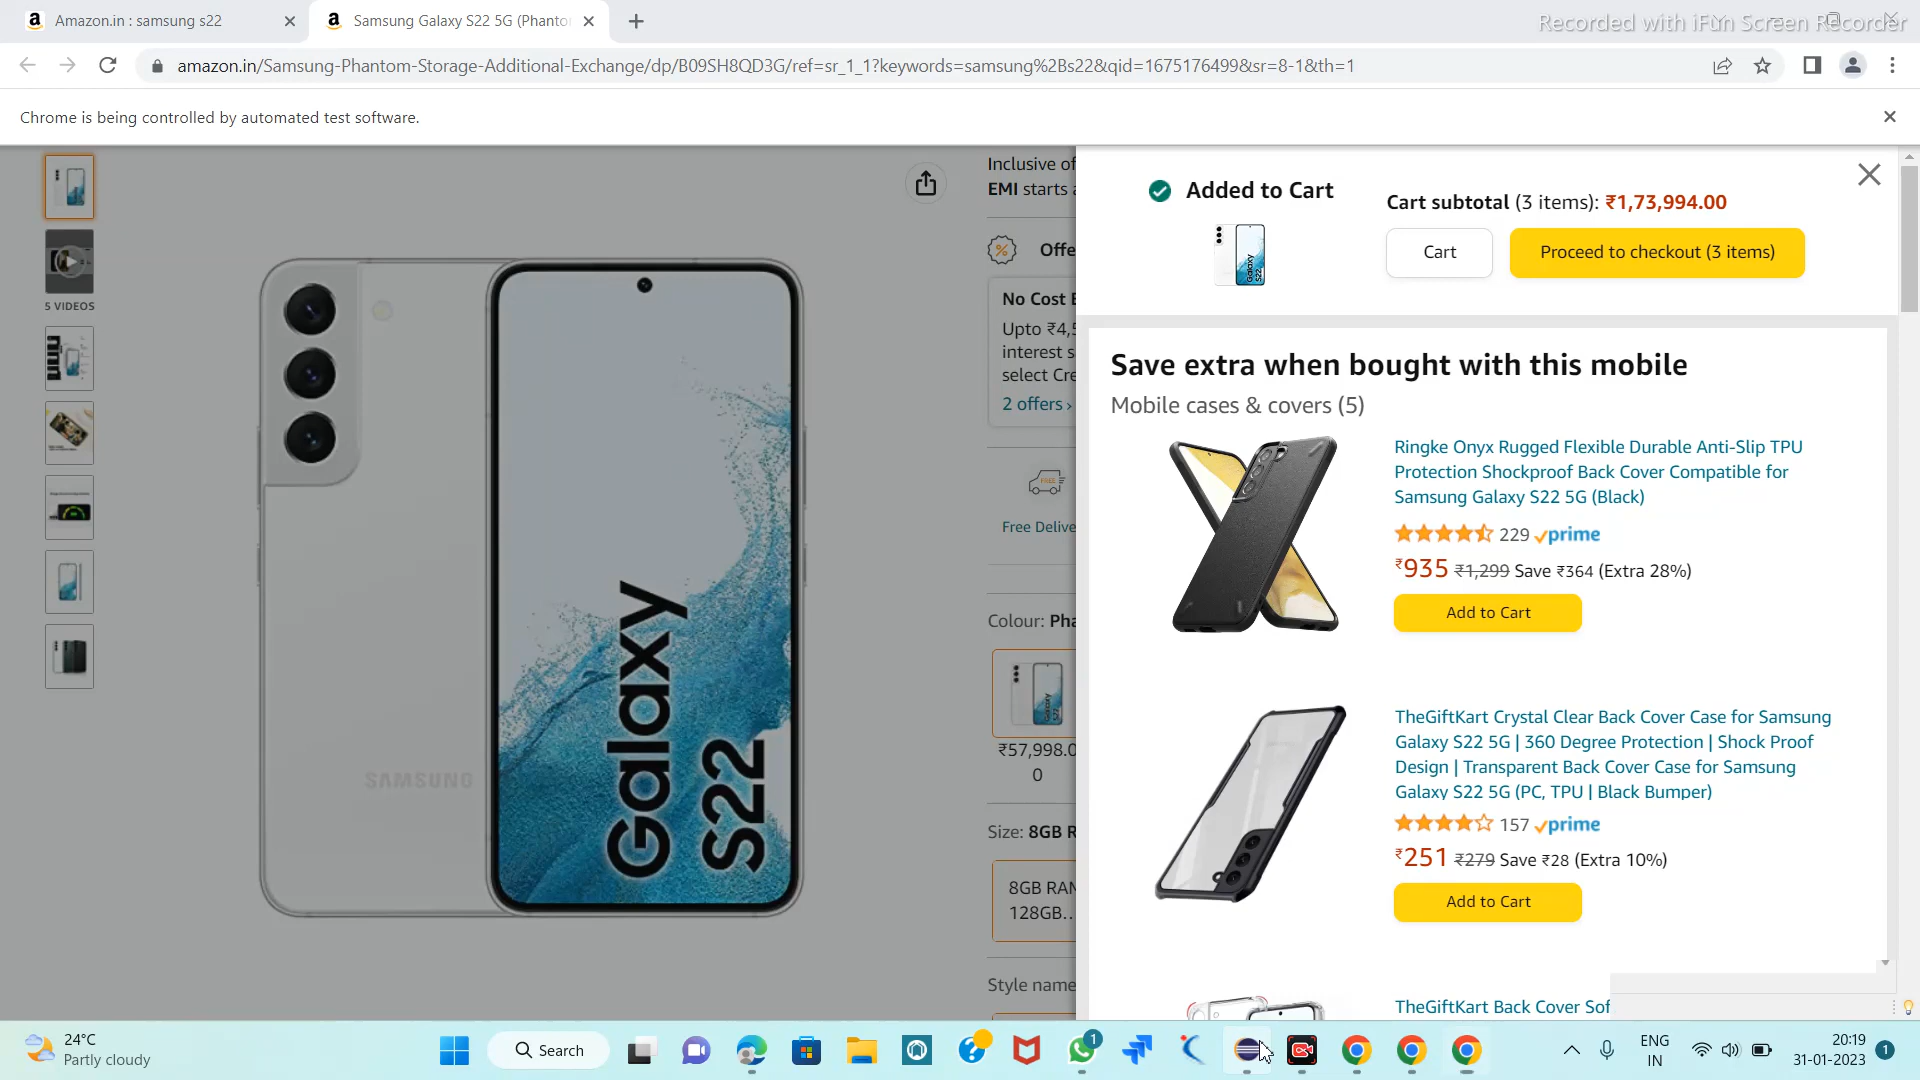 Amazon.in : samsung s22
Samsung Galaxy S22 5G (Phanto
Recorded with iFun Screen Recorder
amazon.in/Samsung-Phantom-Storage-Additional-Exchange/dp/B09SH8QD3G/ref=sr_1_1?keywords=samsung%2Bs22&qid=1675176499&sr=8-1&th=1
Chrome is being controlled by automated test software.
5 VIDEOS
Galaxy
S22
SAMSUNG
Inclusive of
EMI starts a
Offe
No Cost E
Upto ₹4,5
interest s
select Cre
2 offers ›
FREE
Free Delive
Colour: Pha
₹57,998.0
0
Size: 8GB R
8GB RAN
128GB..
Style name
Added to Cart
Galaxy
S22
Cart subtotal (3 items): ₹1,73,994.00
Cart
Proceed to checkout (3 items)
Save extra when bought with this mobile
Mobile cases & covers (5)
Ringke Onyx Rugged Flexible Durable Anti-Slip TPU
Protection Shockproof Back Cover Compatible for
Samsung Galaxy S22 5G (Black)
229 prime
₹935 ₹1,299 Save ₹364 (Extra 28%)
Add to Cart
TheGiftKart Crystal Clear Back Cover Case for Samsung
Galaxy S22 5G | 360 Degree Protection | Shock Proof
Design | Transparent Back Cover Case for Samsung
Galaxy S22 5G (PC, TPU | Black Bumper)
157 prime
₹251 ₹279 Save ₹28 (Extra 10%)
Add to Cart
TheGiftKart Back Cover Sof
24°C
Partly cloudy
Search
1
ENG
IN
20:19
31-01-2023
1